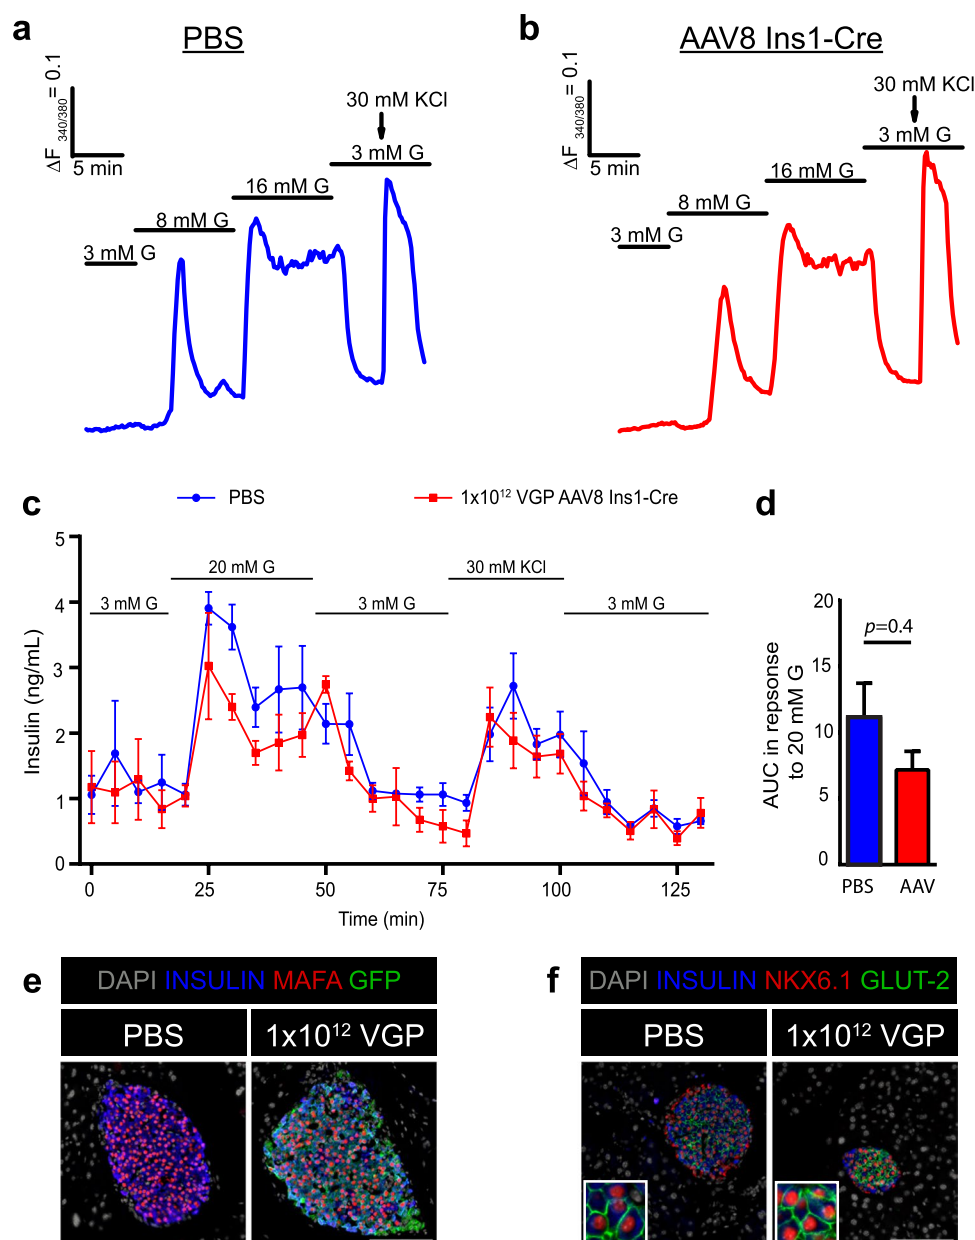 a
PBS
ΔF 340/380 = 0.1
5 min
3 mM G
8 mM G
16 mM G
30 mM KCl
3 mM G
b
AAV8 Ins1-Cre
ΔF 340/380 = 0.1
5 min
3 mM G
8 mM G
16 mM G
30 mM KCl
3 mM G
c
PBS
1x10¹² VGP AAV8 Ins1-Cre
Insulin (ng/mL)
5
4
3
2
1
0
3 mM G
20 mM G
3 mM G
30 mM KCl
3 mM G
0 25 50 75 100 125
Time (min)
d
AUC in repsonse
to 20 mM G
20
15
10
5
0
p=0.4
PBS AAV
e
DAPI INSULIN MAFA GFP
PBS
1x10¹² VGP
f
DAPI INSULIN NKX6.1 GLUT-2
PBS
1x10¹² VGP